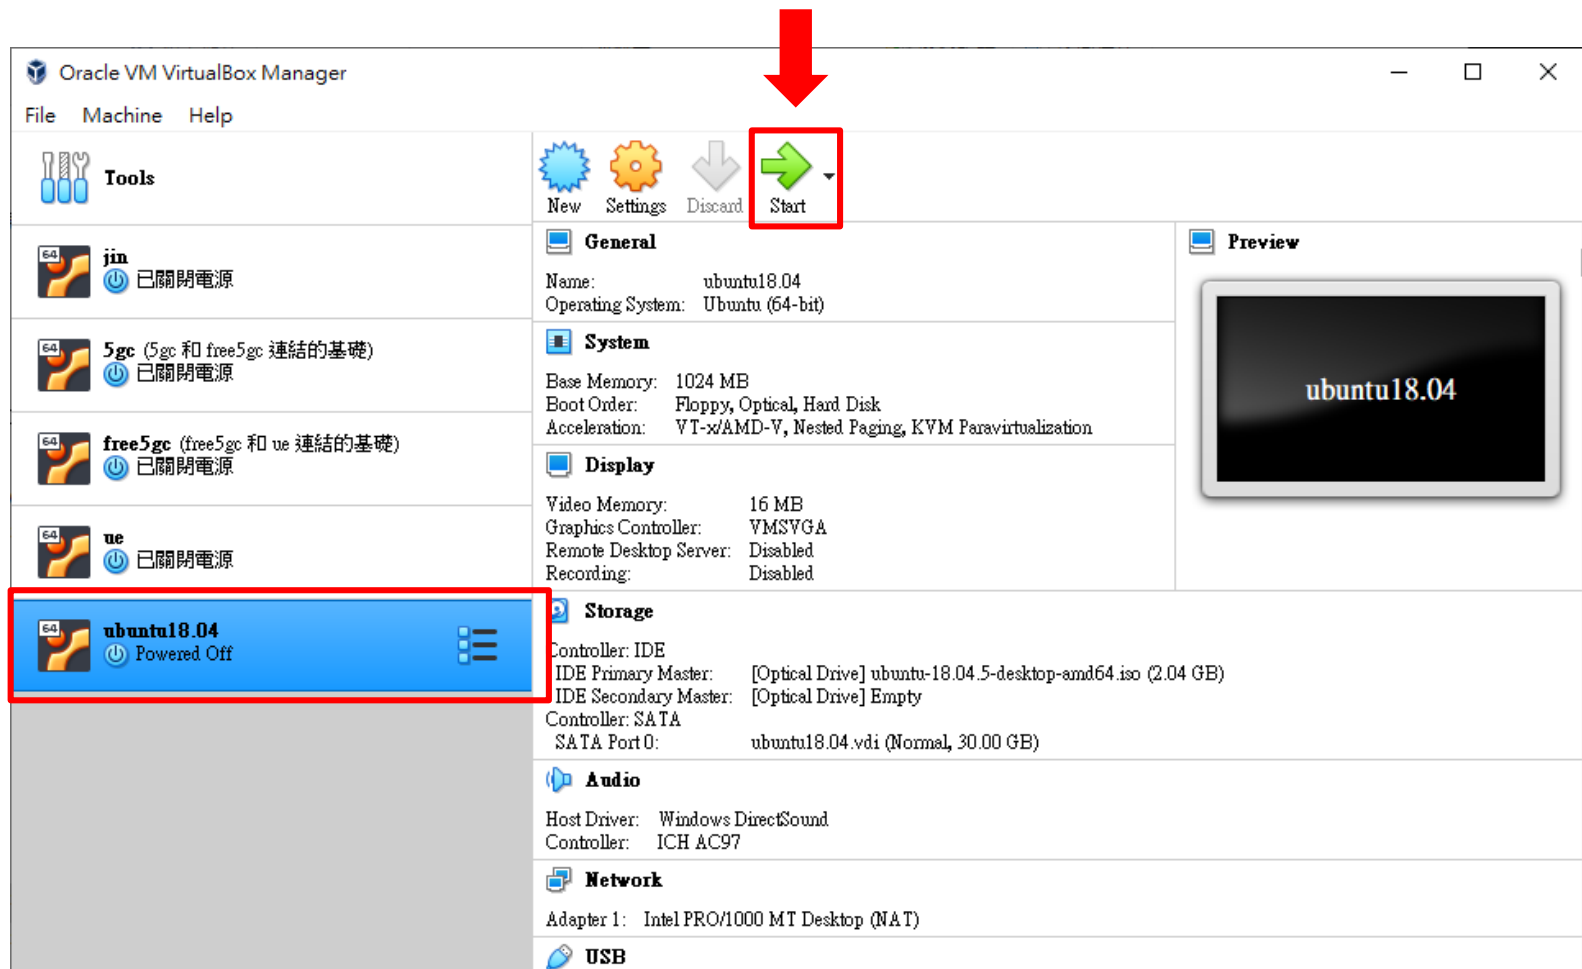 Oracle VM VirtualBox Manager
File Machine Help
Tools
New Settings Discard Start
64
jin
已關閉電源
64
5gc (5gc 和 free5gc 連結的基礎)
已關閉電源
64
free5gc (free5gc 和 ue 連結的基礎)
已關閉電源
64
ue
已關閉電源
64
ubuntu18.04
Powered Off
General
Name: ubuntu18.04
Operating System: Ubuntu (64-bit)
System
Base Memory: 1024 MB
Boot Order: Floppy, Optical, Hard Disk
Acceleration: VT-x/AMD-V, Nested Paging, KVM Paravirtualization
Display
Video Memory: 16 MB
Graphics Controller: VMSVGA
Remote Desktop Server: Disabled
Recording: Disabled
Preview
ubuntu18.04
Storage
Controller: IDE
IDE Primary Master: [Optical Drive] ubuntu-18.04.5-desktop-amd64.iso (2.04 GB)
IDE Secondary Master: [Optical Drive] Empty
Controller: SATA
SATA Port 0: ubuntu18.04.vdi (Normal, 30.00 GB)
Audio
Host Driver: Windows DirectSound
Controller: ICH AC97
Network
Adapter 1: Intel PRO/1000 MT Desktop (NAT)
USB